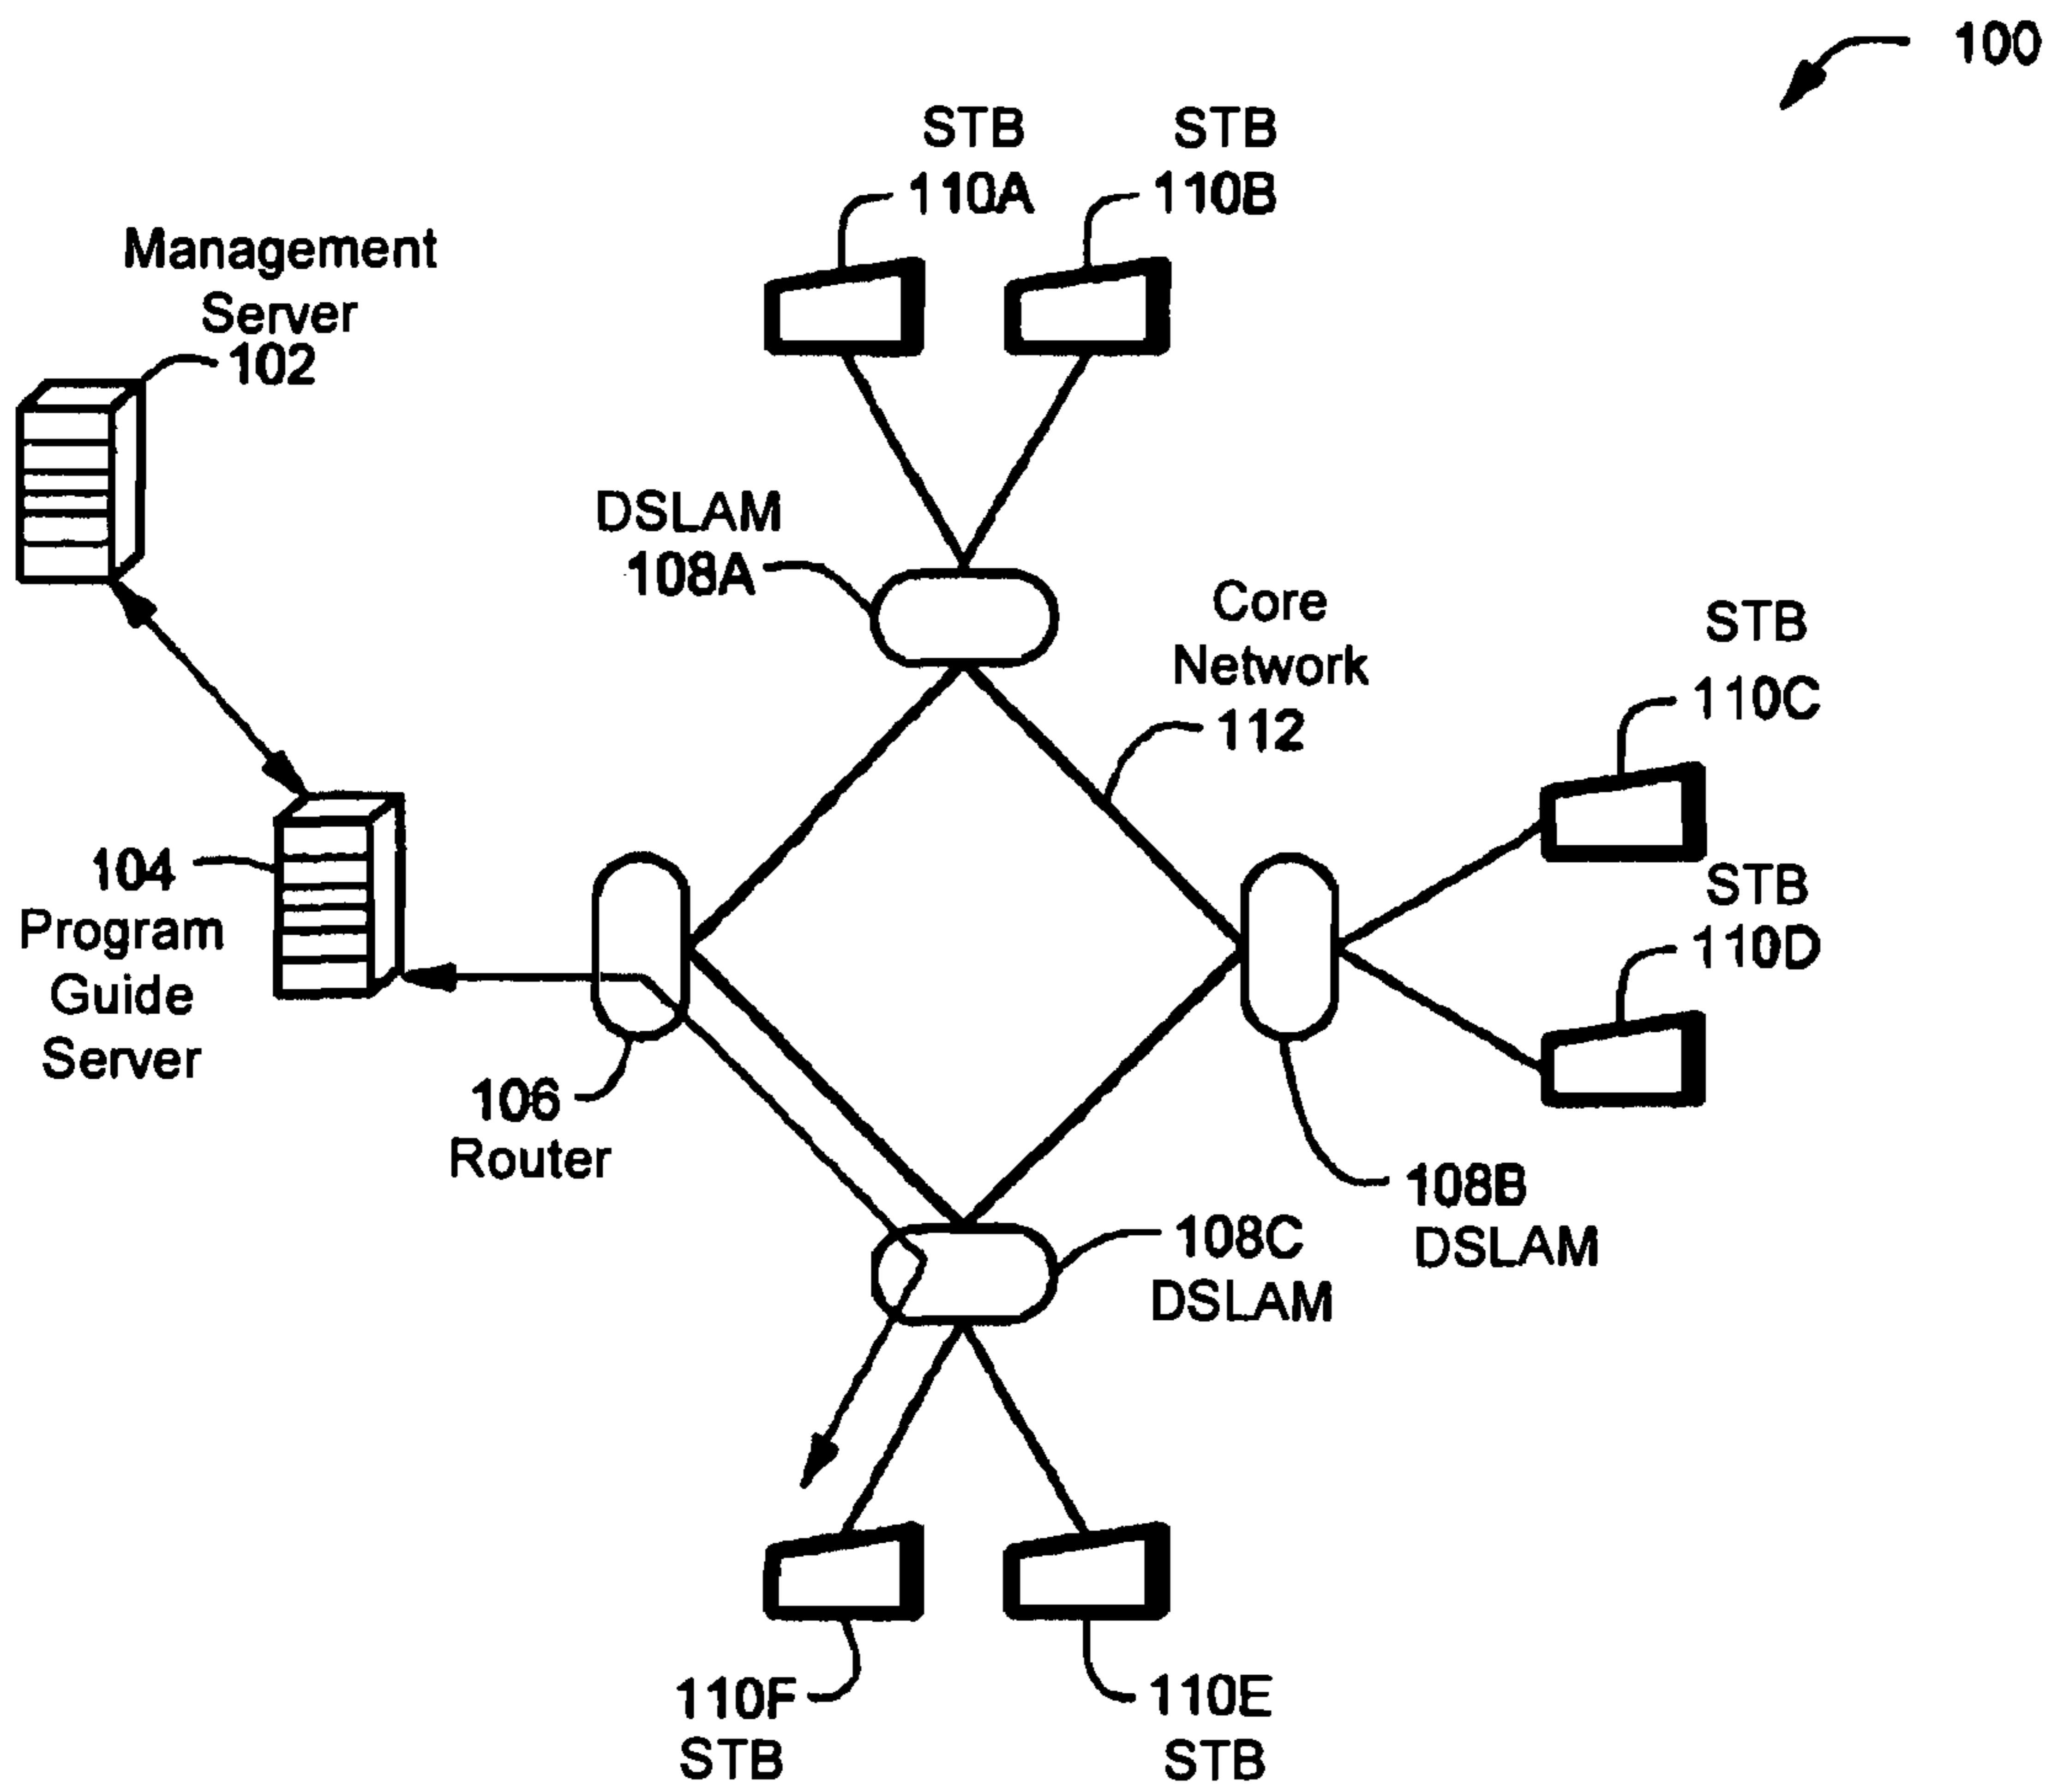 100
STB
110A
STB
110B
Management
Server
102
DSLAM
108A
Core
Network
112
STB
110C
104
Program
Guide
Server
STB
110D
106
Router
108B
DSLAM
108C
DSLAM
110F
STB
110E
STB